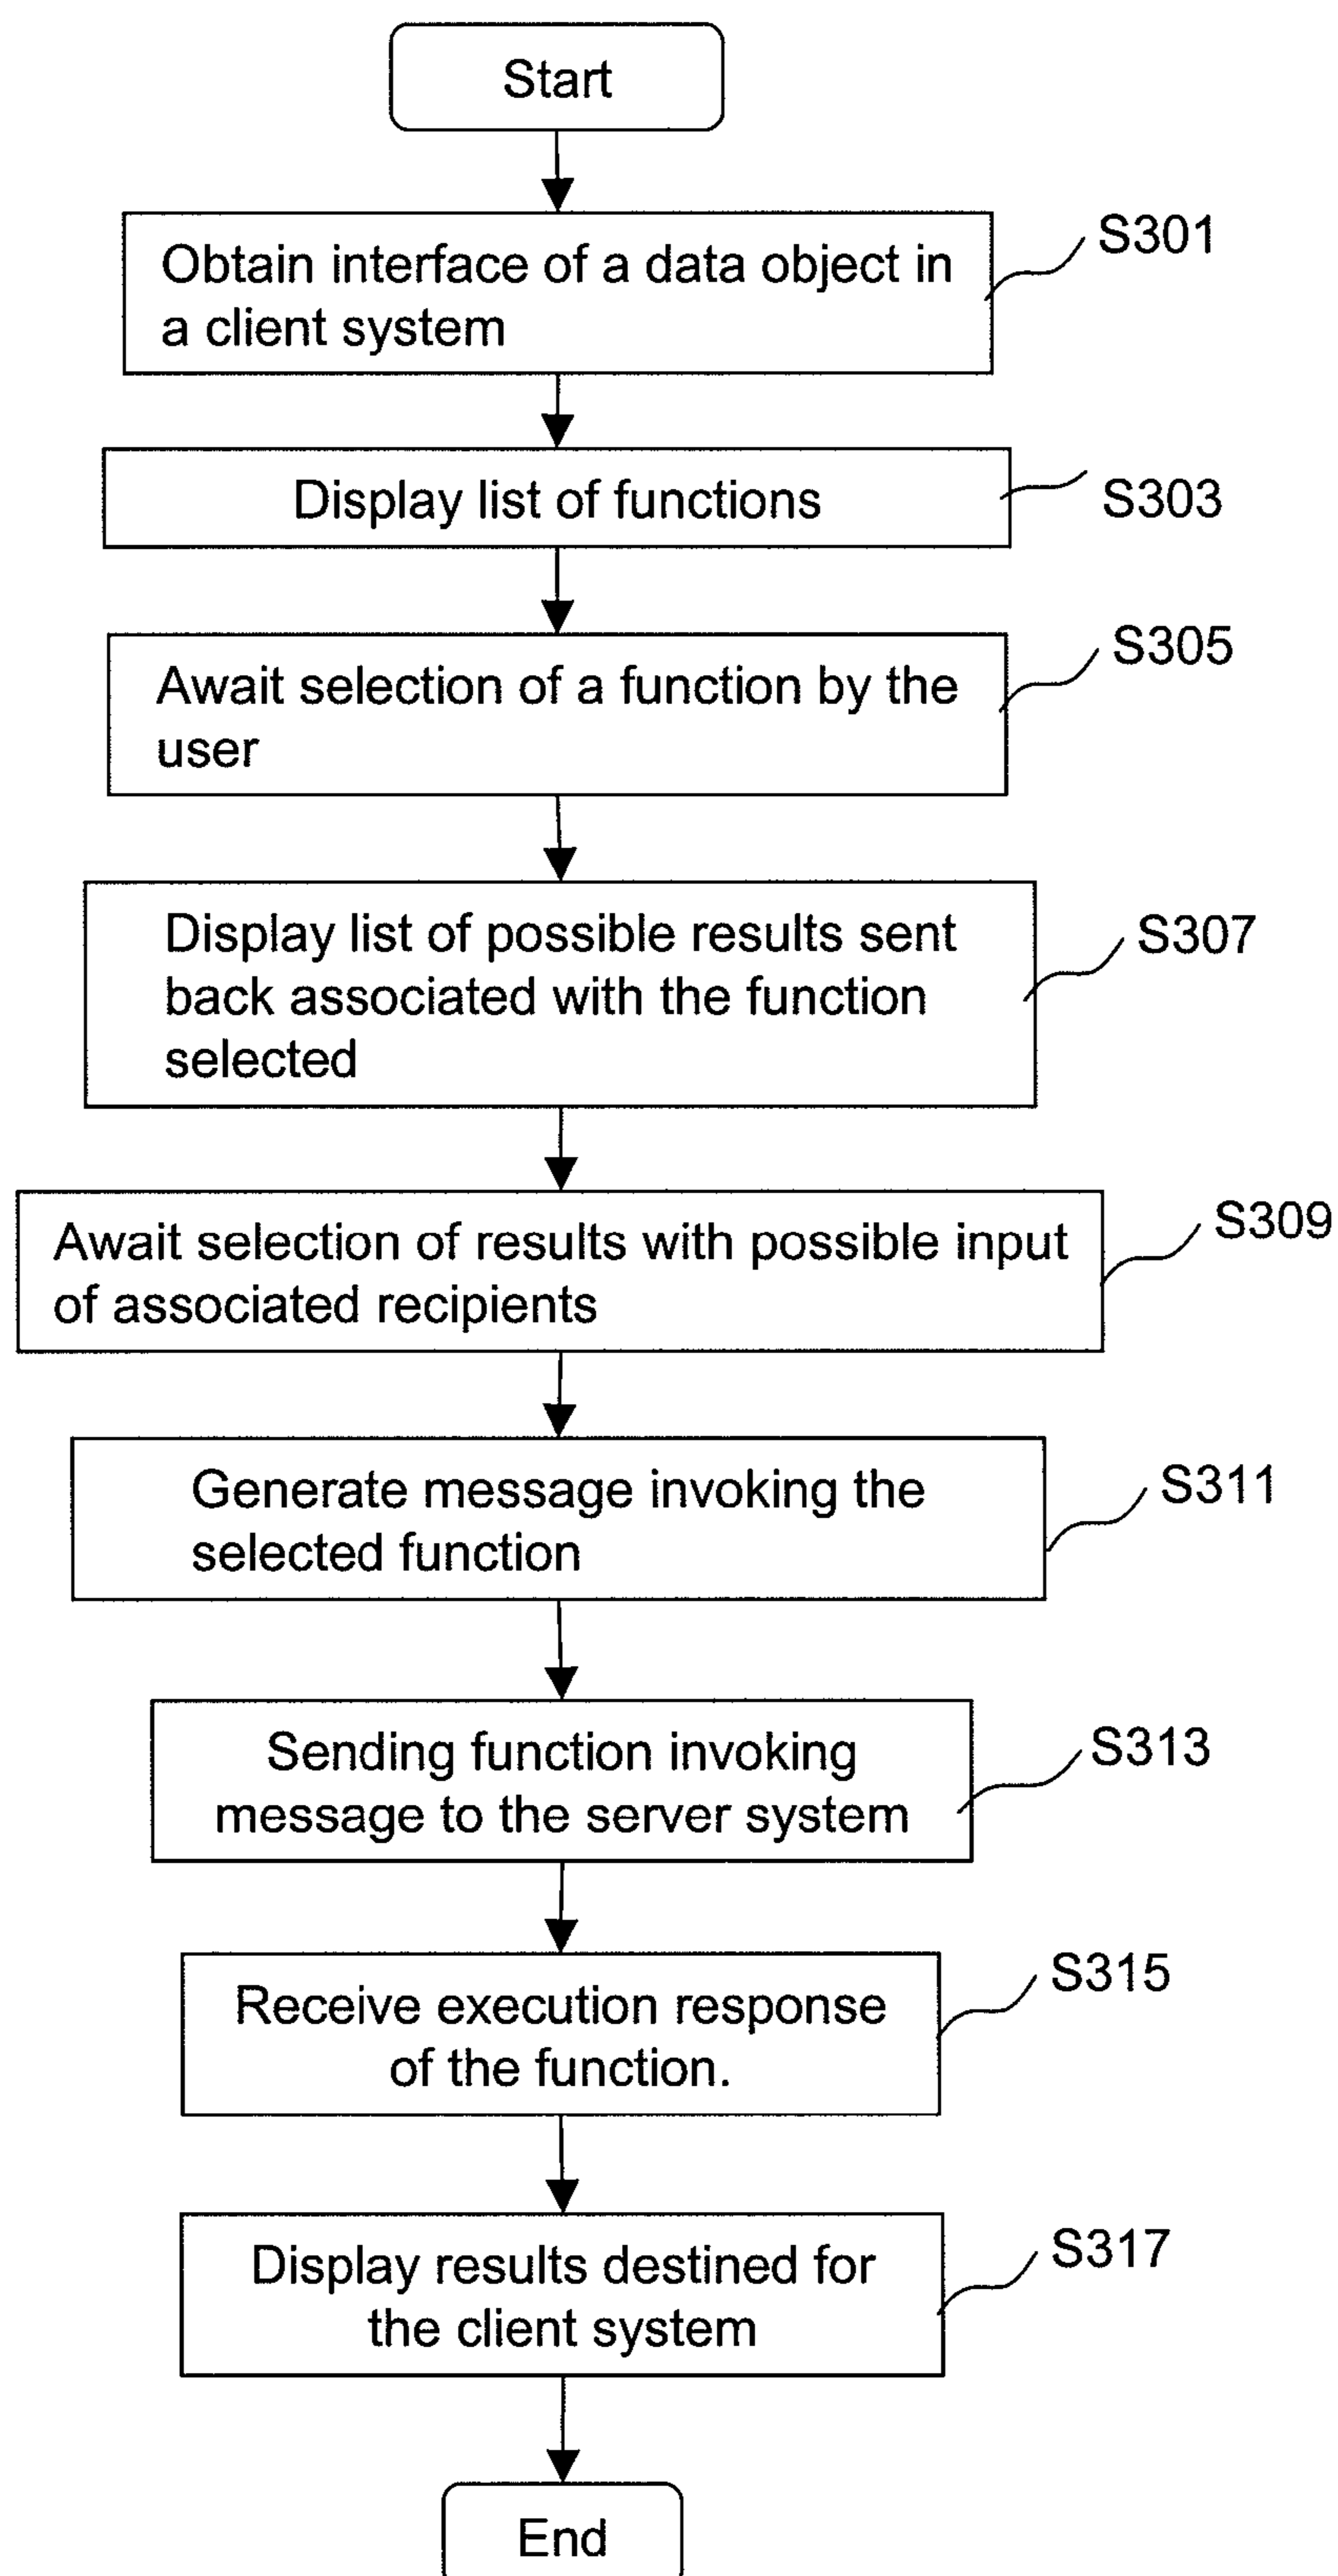 Start
Obtain interface of a data object in
a client system
S301
Display list of functions
S303
Await selection of a function by the
user
S305
Display list of possible results sent
back associated with the function
selected
S307
Await selection of results with possible input
of associated recipients
S309
Generate message invoking the
selected function
S311
Sending function invoking
message to the server system
S313
Receive execution response
of the function.
S315
Display results destined for
the client system
S317
End